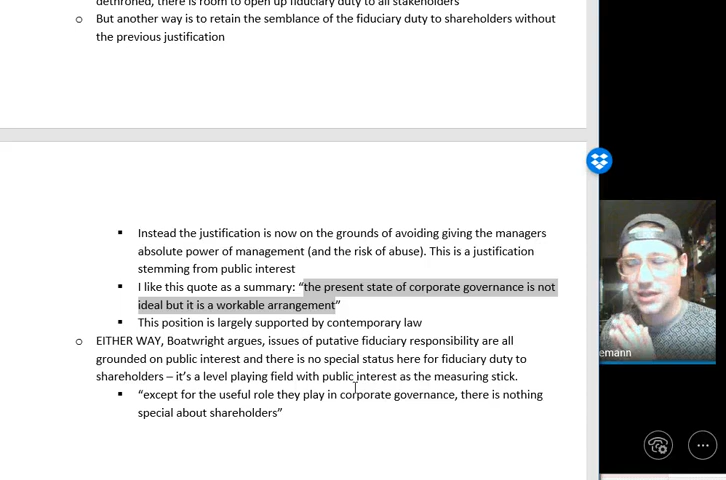 dethroned, there is room to open up fiduciary duty to all stakeholders
o But another way is to retain the semblance of the fiduciary duty to shareholders without
the previous justification
▪ Instead the justification is now on the grounds of avoiding giving the managers
absolute power of management (and the risk of abuse). This is a justification
stemming from public interest
▪ I like this quote as a summary: “the present state of corporate governance is not
ideal but it is a workable arrangement”
▪ This position is largely supported by contemporary law
o EITHER WAY, Boatwright argues, issues of putative fiduciary responsibility are all
grounded on public interest and there is no special status here for fiduciary duty to
shareholders – it’s a level playing field with public interest as the measuring stick.
▪ “except for the useful role they play in corporate governance, there is nothing
special about shareholders”
emann